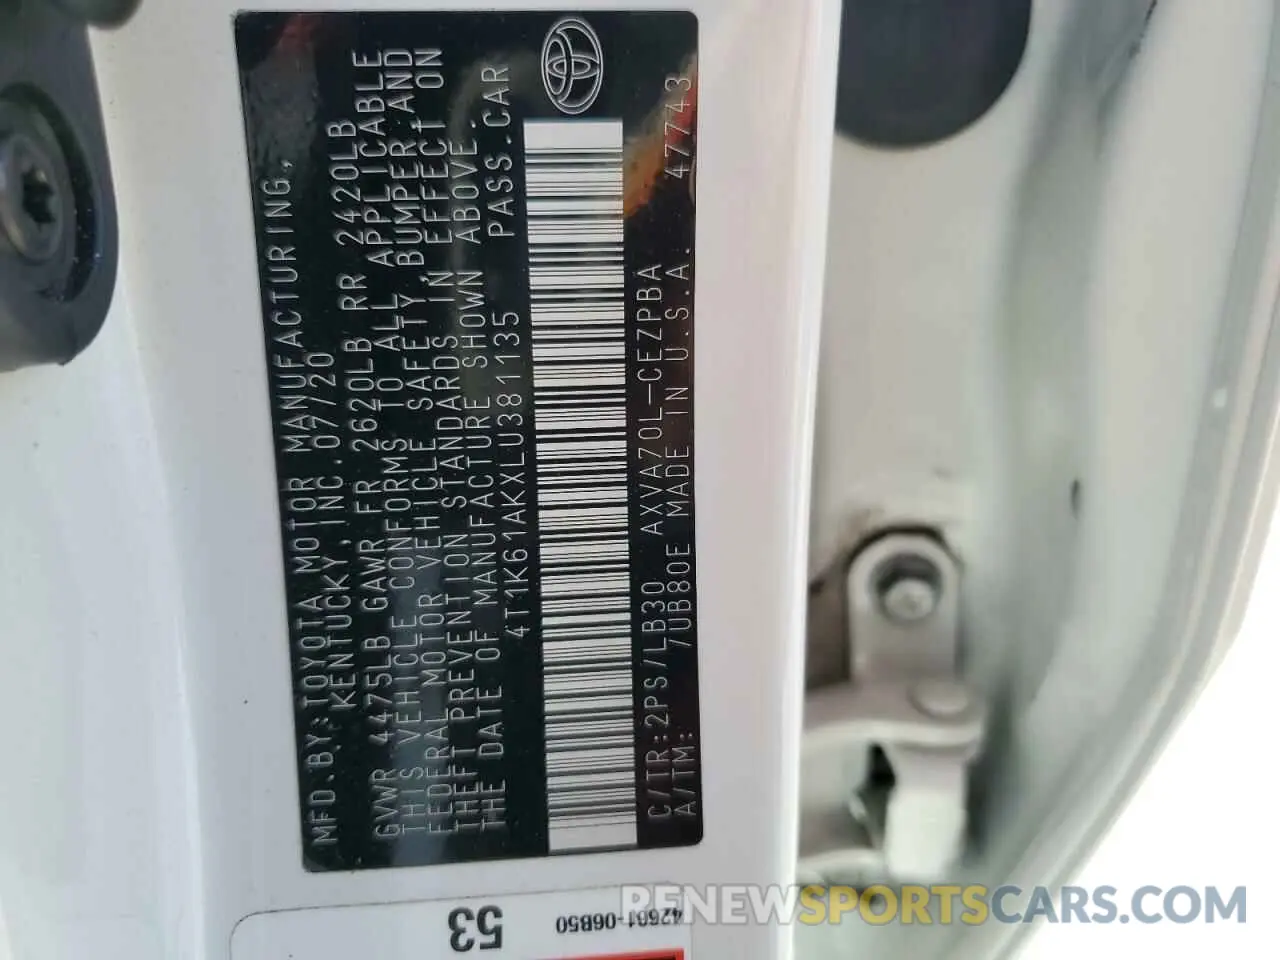 MFD.BY:TOYOTA MOTOR MANUFACTURING,
KENTUCKY,INC.07/20
GVWR 4475LB GAWR FR 2620LB RR 2420LB
THIS VEHICLE CONFORMS TO ALL APPLICABLE
FEDERAL MOTOR VEHICLE SAFETY,BUMPER,AND
THEFT PREVENTION STANDARDS IN EFFECT ON
THE DATE OF MANUFACTURE SHOWN ABOVE.
4T1K61AKXLU381135 PASS.CAR
C/TR:2PS/LB30 AXVA70L-CEZPBA
A/TM: /UB80E MADE IN U.S.A. 47743
53
42661-06B50
RENEWSPORTSCARS.COM